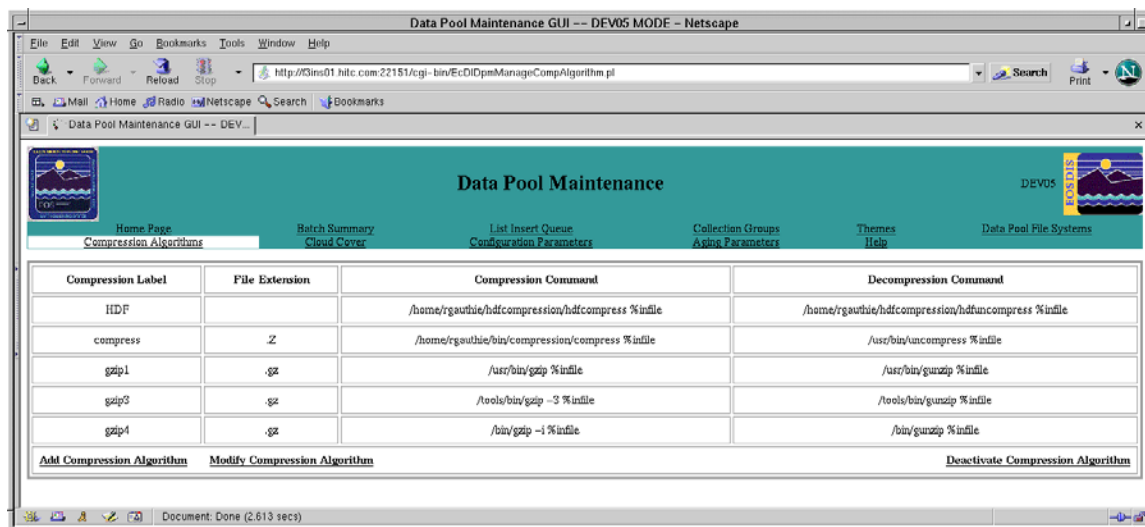 Data Pool Maintenance GUI -- DEV05 MODE - Netscape
File Edit View Go Bookmarks Tools Window Help
Back Forward Reload Stop http://f3ins01.hitc.com:22151/cgi-bin/EcDlDpmManageCompAlgorithm.pl Search Print N
Mail Home Radio Netscape Search Bookmarks
Data Pool Maintenance GUI -- DEV...
Data Pool Maintenance
DEV05
EOSDIS
Home Page Batch Summary List Insert Queue Collection Groups Themes Data Pool File Systems
Compression Algorithms Cloud Cover Configuration Parameters Aging Parameters Help
Compression Label File Extension Compression Command Decompression Command
HDF /home/rgauthie/hdfcompression/hdfcompress %infile /home/rgauthie/hdfcompression/hdfuncompress %infile
compress .Z /home/rgauthie/bin/compression/compress %infile /usr/bin/uncompress %infile
gzip1 .gz /usr/bin/gzip %infile /usr/bin/gunzip %infile
gzip3 .gz /tools/bin/gzip -3 %infile /tools/bin/gunzip %infile
gzip4 .gz /bin/gzip -i %infile /bin/gunzip %infile
Add Compression Algorithm Modify Compression Algorithm Deactivate Compression Algorithm
Document: Done (2.613 secs)